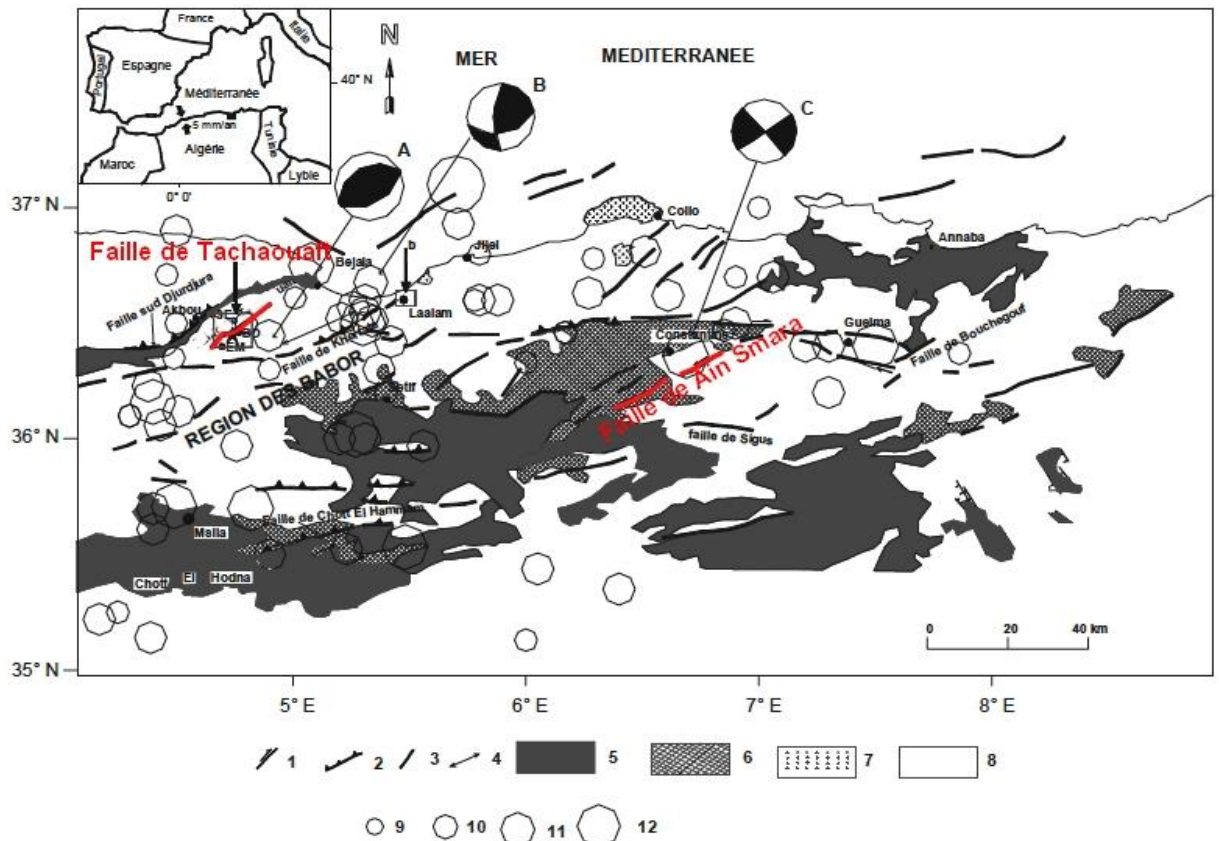 France
Italie
Espagne
Portugal
Méditerranée
5 mm/an
Maroc
Algérie
Tunisie
Lybie
0° 0'
40° N
N
MER
MEDITERRANEE
A
B
C
37° N
36° N
35° N
Collo
Annaba
Jijel
b
Bejaia
Faille de Tachaouaft
Faille sud Djurdjura
Akbou
EM
Laalam
Faille de
REGION DES BABOR
Setif
Constantine
Guelma
Faille de Bouchegouf
Faille de Ain Smara
faille de Sigus
Faille de Chott El Hammam
Msila
Chott El Hodna
0 20 40 km
5° E
6° E
7° E
8° E
1
2
3
4
5
6
7
8
9
10
11
12